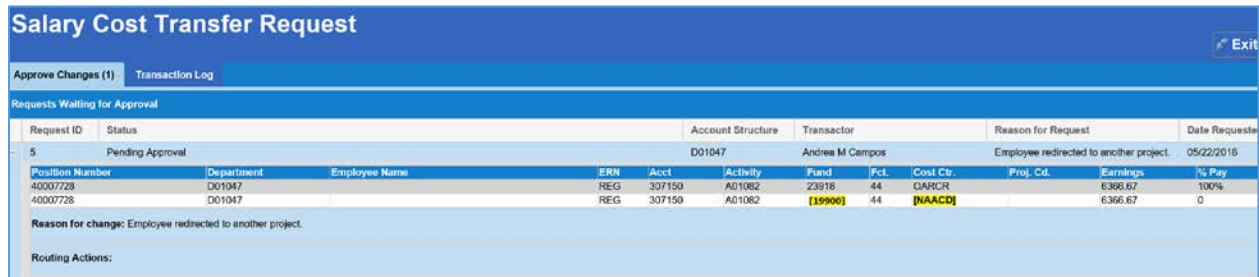 Salary Cost Transfer Request
Exit
Approve Changes (1) Transaction Log
Requests Waiting for Approval
Request ID Status Account Structure Transactor Reason for Request Date Requeste
5 Pending Approval D01047 Andrea M Campos Employee redirected to another project. 05/22/2018
Position Number Department Employee Name ERN Acct Activity Fund Fct. Cost Ctr. Proj. Cd. Earnings % Pay
40007728 D01047 REG 307150 A01082 23918 44 OARCR 6366.67 100%
40007728 D01047 REG 307150 A01082 [19900] 44 [NAACD] 6366.67 0
Reason for change: Employee redirected to another project.
Routing Actions: